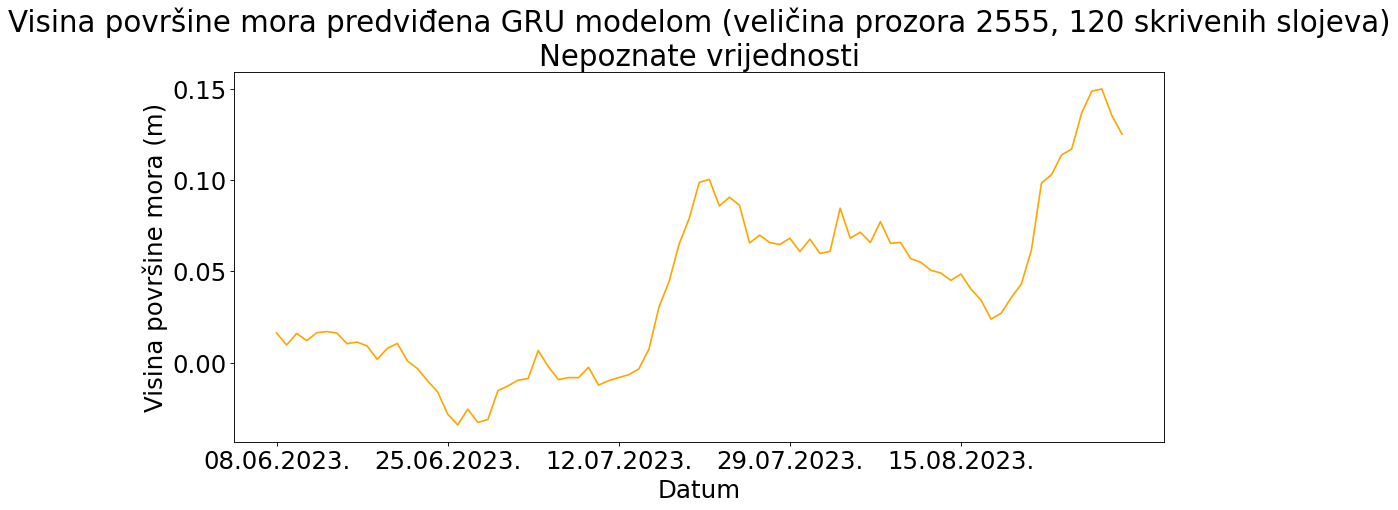 Visina površine mora predviđena GRU modelom (veličina prozora 2555, 120 skrivenih slojeva)
Nepoznate vrijednosti
Visina površine mora (m)
0.15
0.10
0.05
0.00
08.06.2023.
25.06.2023.
12.07.2023.
29.07.2023.
15.08.2023.
Datum